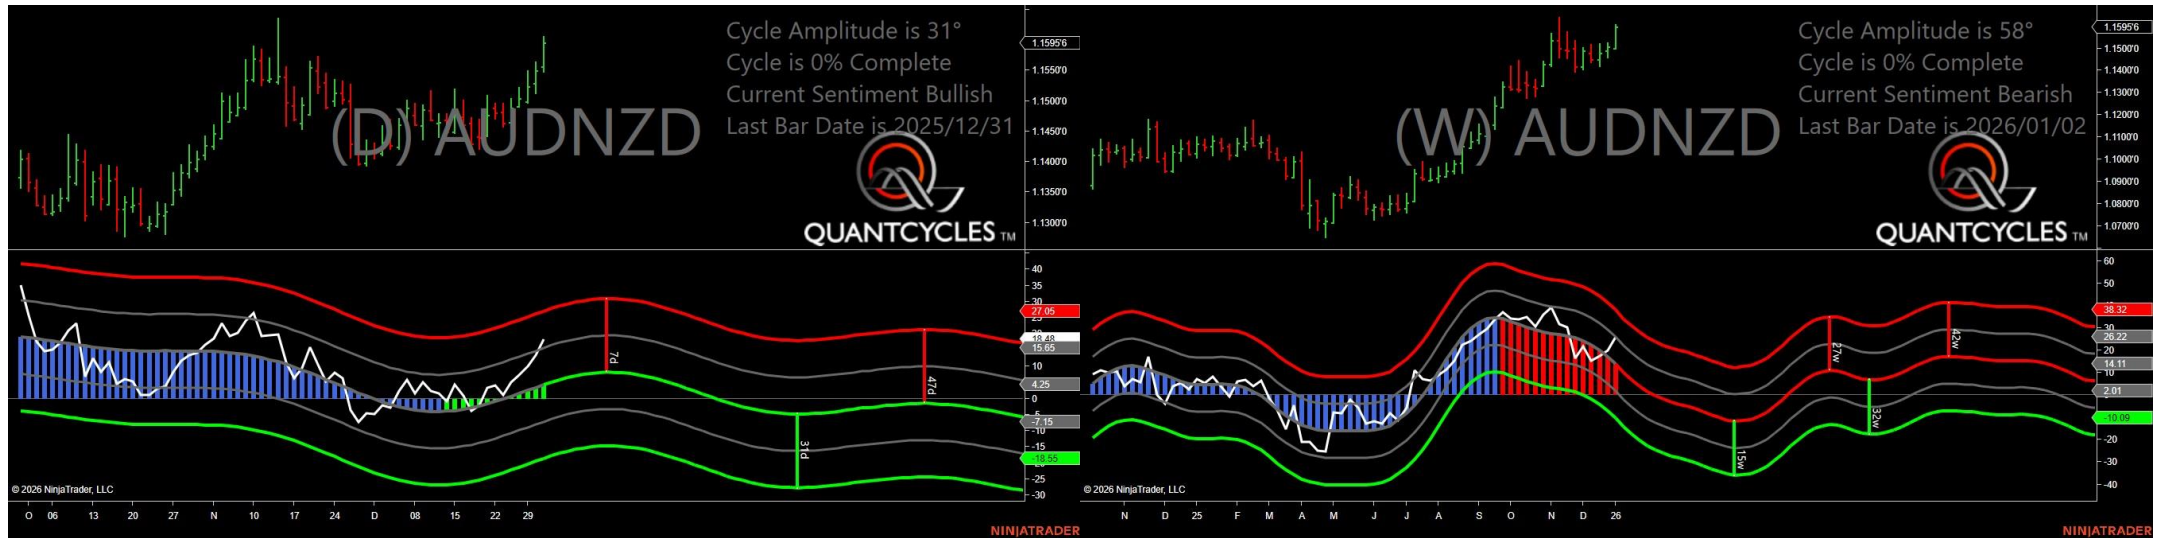 Cycle Amplitude is 31°
Cycle is 0% Complete
Current Sentiment Bullish
Last Bar Date is 2025/12/31
(D) AUDNZD
QUANTCYCLES TM
1.1595'6
1.1550'0
1.1500'0
1.1450'0
1.1400'0
1.1350'0
1.1300'0
40
35
30
27.05
18.48
15.65
10
4.25
0
-7.15
-10
-15
-18.55
-25
-30
7d
31d
47d
© 2026 NinjaTrader, LLC
O 06 13 20 27 N 10 17 24 D 08 15 22 29
NINJATRADER
Cycle Amplitude is 58°
Cycle is 0% Complete
Current Sentiment Bearish
Last Bar Date is 2026/01/02
(W) AUDNZD
QUANTCYCLES TM
1.1595'6
1.1500'0
1.1400'0
1.1300'0
1.1200'0
1.1100'0
1.1000'0
1.0900'0
1.0800'0
1.0700'0
60
50
38.32
30
26.22
20
14.11
10
2.01
-10.09
-20
-30
-40
15w
27w
32w
42w
© 2026 NinjaTrader, LLC
N D 25 F M A M J J A S O N D 26
NINJATRADER